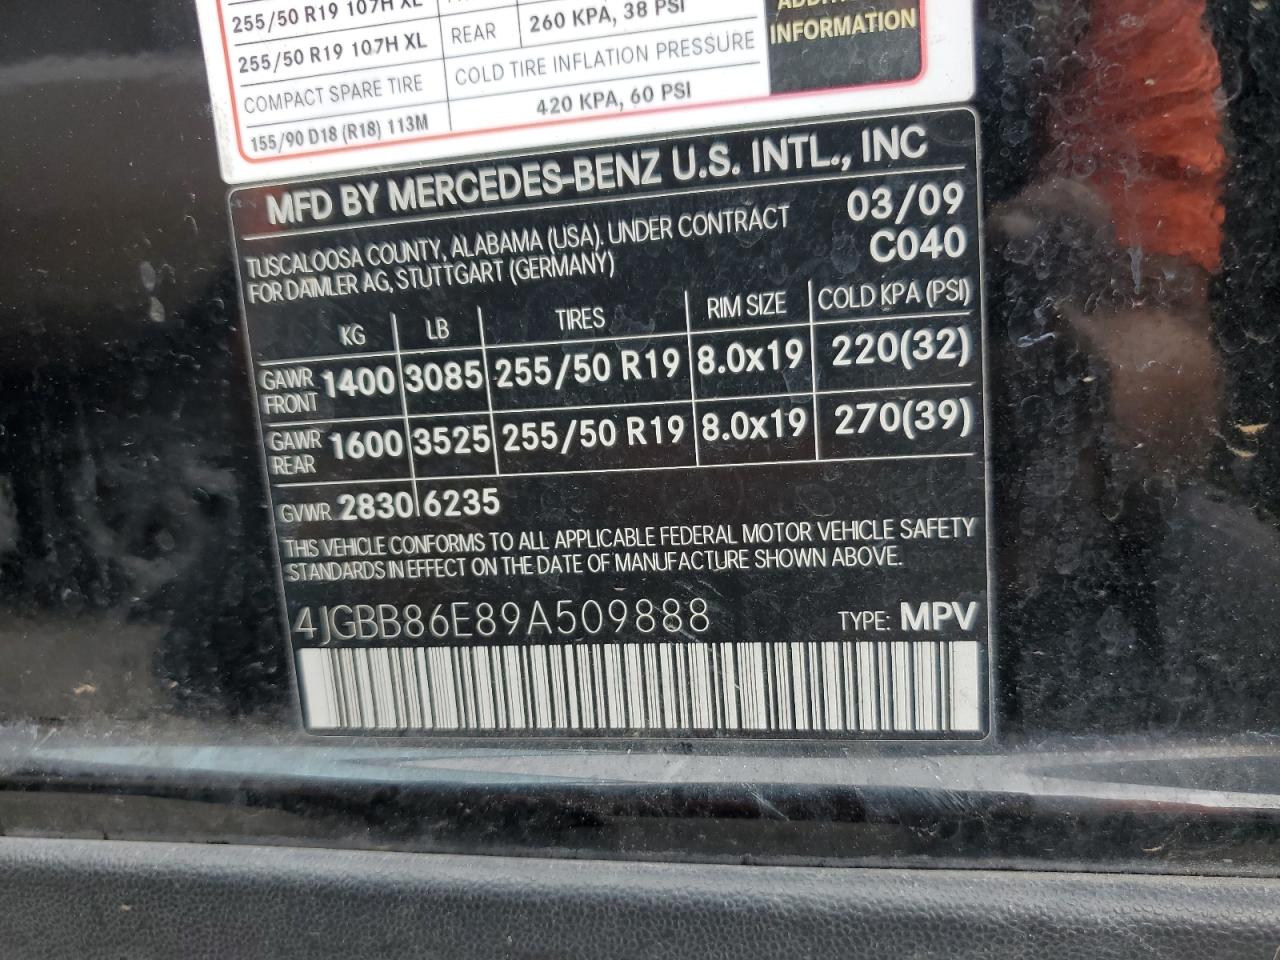 255/50 R19 107H XL
255/50 R19 107H XL REAR 260 KPA, 38 PSI
COMPACT SPARE TIRE COLD TIRE INFLATION PRESSURE
155/90 D18 (R18) 113M 420 KPA, 60 PSI
INFORMATION
MFD BY MERCEDES-BENZ U.S. INTL., INC
TUSCALOOSA COUNTY, ALABAMA (USA), UNDER CONTRACT 03/09
FOR DAIMLER AG, STUTTGART (GERMANY) C040
KG LB TIRES RIM SIZE COLD KPA (PSI)
GAWR FRONT 1400 3085 255/50 R19 8.0x19 220(32)
GAWR REAR 1600 3525 255/50 R19 8.0x19 270(39)
GVWR 2830 6235
THIS VEHICLE CONFORMS TO ALL APPLICABLE FEDERAL MOTOR VEHICLE SAFETY
STANDARDS IN EFFECT ON THE DATE OF MANUFACTURE SHOWN ABOVE.
4JGBB86E89A509888 TYPE: MPV